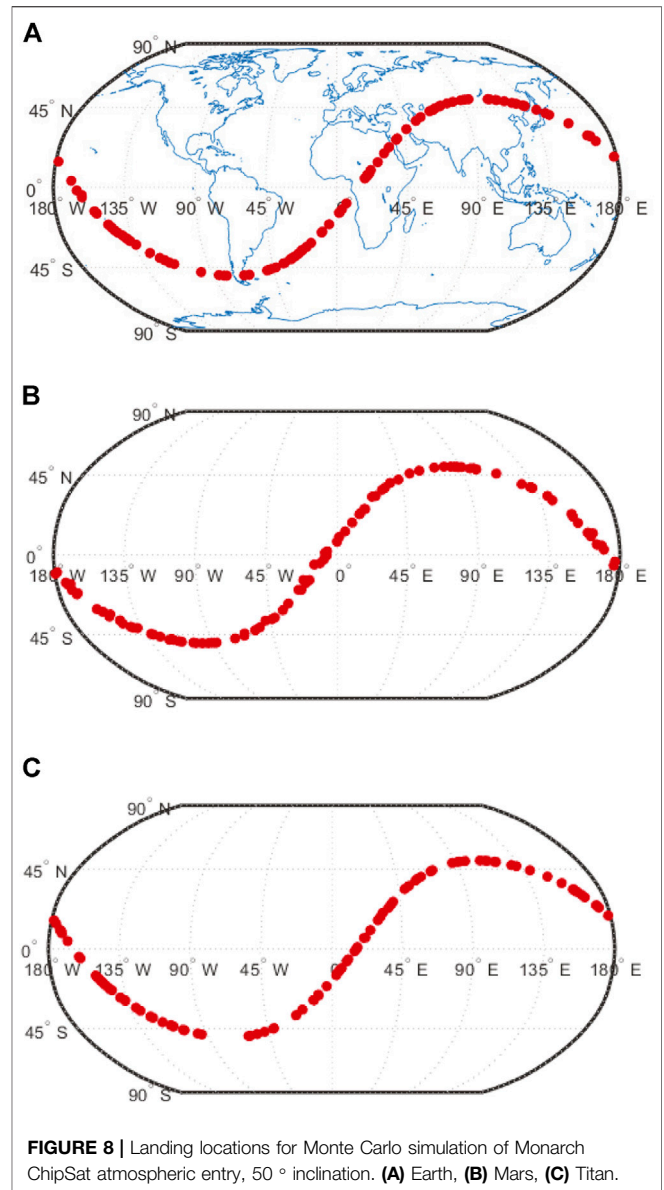 A
90° N
45° N
0°
180° W 135° W 90° W 45° W 0° 45° E 90° E 135° E 180° E
45° S
90° S
B
90° N
45° N
0°
180° W 135° W 90° W 45° W 0 45° E 90° E 135° E 180° E
45° S
90° S
C
90° N
45° N
0°
180° W 135° W 90° W 45° W 0 45° E 90° E 135° E 180° E
45° S
90° S
FIGURE 8 | Landing locations for Monte Carlo simulation of Monarch
ChipSat atmospheric entry, 50 ° inclination. (A) Earth, (B) Mars, (C) Titan.